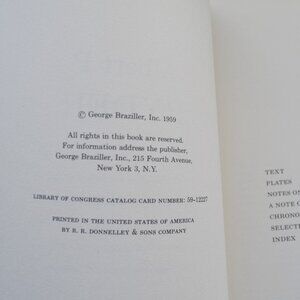 © George Braziller, Inc. 1959
All rights in this book are reserved.
For information address the publisher,
George Braziller, Inc., 215 Fourth Avenue,
New York 3, N.Y.
LIBRARY OF CONGRESS CATALOG CARD NUMBER: 59-12227
PRINTED IN THE UNITED STATES OF AMERICA
BY R. R. DONNELLEY & SONS COMPANY
TEXT
PLATES
NOTES ON
A NOTE O
CHRONO
SELECTE
INDEX